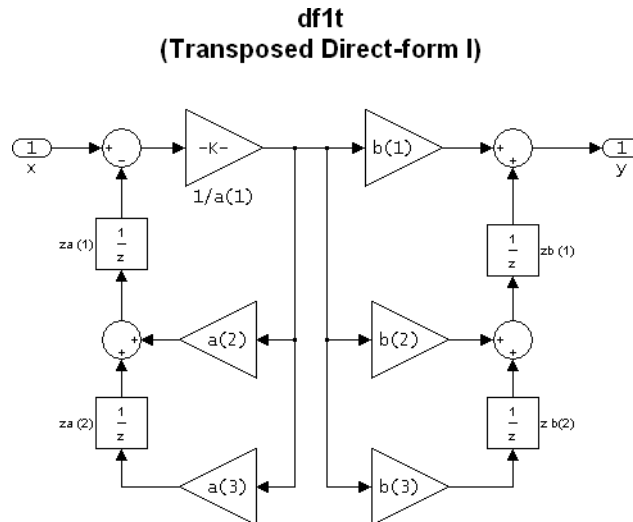 df1t
(Transposed Direct-form I)
1
x
+
−
-K-
1/a(1)
b(1)
+
+
1
y
za(1)
1
z
1
z
zb(1)
+
+
a(2)
b(2)
+
+
za(2)
1
z
1
z
zb(2)
a(3)
b(3)